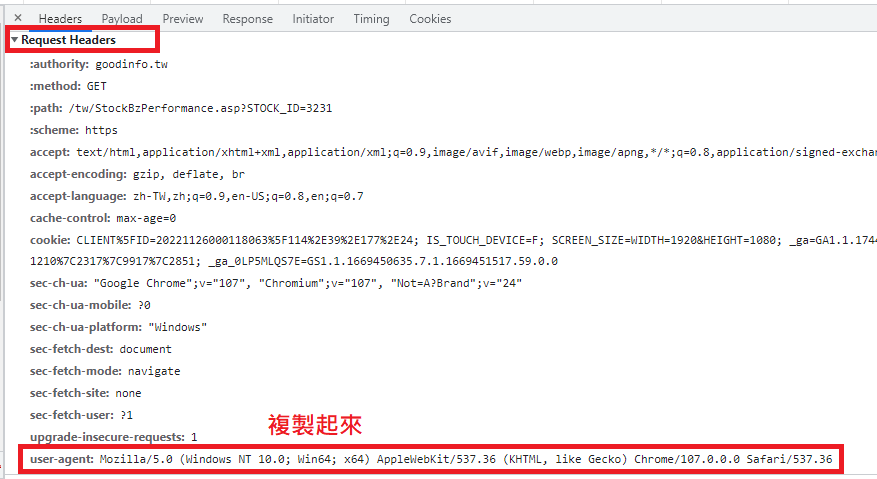 × Headers Payload Preview Response Initiator Timing Cookies
▼Request Headers
:authority: goodinfo.tw
:method: GET
:path: /tw/StockBzPerformance.asp?STOCK_ID=3231
:scheme: https
accept: text/html,application/xhtml+xml,application/xml;q=0.9,image/avif,image/webp,image/apng,*/*;q=0.8,application/signed-exchan
accept-encoding: gzip, deflate, br
accept-language: zh-TW,zh;q=0.9,en-US;q=0.8,en;q=0.7
cache-control: max-age=0
cookie: CLIENT%5FID=20221126000118063%5F114%2E39%2E177%2E24; IS_TOUCH_DEVICE=F; SCREEN_SIZE=WIDTH=1920&HEIGHT=1080; _ga=GA1.1.1744
1210%7C2317%7C9917%7C2851; _ga_0LP5MLQS7E=GS1.1.1669450635.7.1.1669451517.59.0.0
sec-ch-ua: "Google Chrome";v="107", "Chromium";v="107", "Not=A?Brand";v="24"
sec-ch-ua-mobile: ?0
sec-ch-ua-platform: "Windows"
sec-fetch-dest: document
sec-fetch-mode: navigate
sec-fetch-site: none
sec-fetch-user: ?1
複製起來
upgrade-insecure-requests: 1
user-agent: Mozilla/5.0 (Windows NT 10.0; Win64; x64) AppleWebKit/537.36 (KHTML, like Gecko) Chrome/107.0.0.0 Safari/537.36